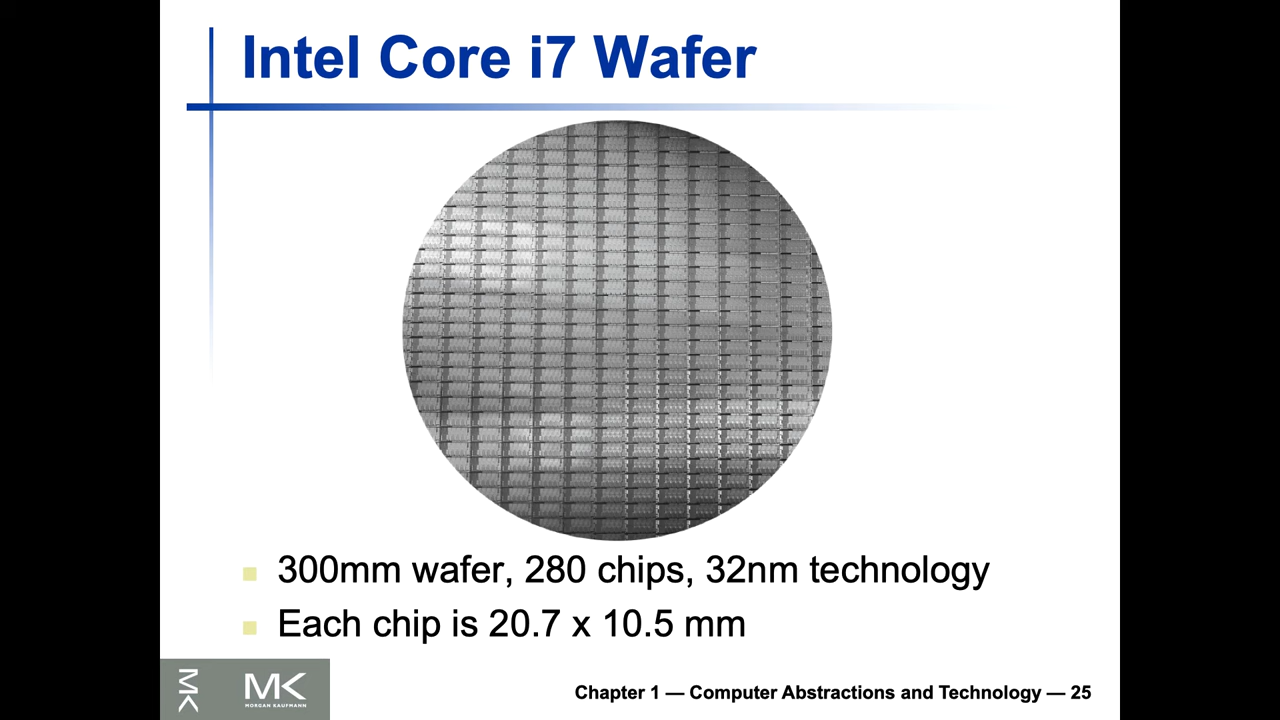 Intel Core i7 Wafer
300mm wafer, 280 chips, 32nm technology
Each chip is 20.7 x 10.5 mm
MK
MK
MORGAN KAUFMANN
Chapter 1 — Computer Abstractions and Technology — 25